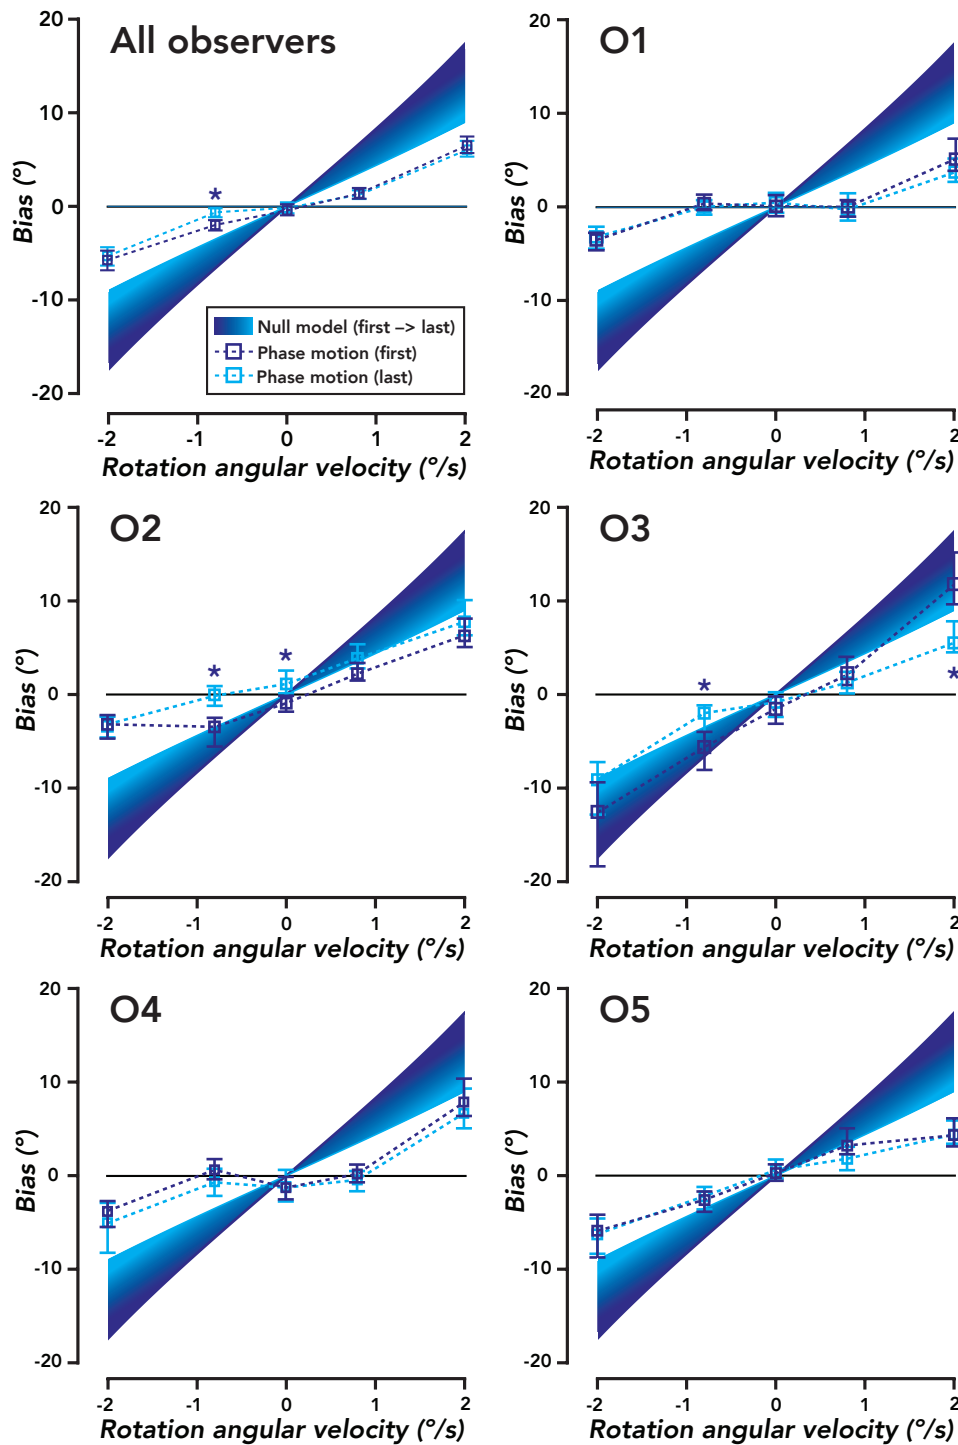 All observers
20
10
0
-10
-20
Bias (°)
*
Null model (first –> last)
Phase motion (first)
Phase motion (last)
-2 -1 0 1 2
Rotation angular velocity (º/s)
O1
20
10
0
-10
-20
Bias (°)
-2 -1 0 1 2
Rotation angular velocity (º/s)
O2
20
10
0
-10
-20
Bias (°)
* *
-2 -1 0 1 2
Rotation angular velocity (º/s)
O3
20
10
0
-10
-20
Bias (°)
* *
-2 -1 0 1 2
Rotation angular velocity (º/s)
O4
20
10
0
-10
-20
Bias (°)
-2 -1 0 1 2
Rotation angular velocity (º/s)
O5
20
10
0
-10
-20
Bias (°)
-2 -1 0 1 2
Rotation angular velocity (º/s)